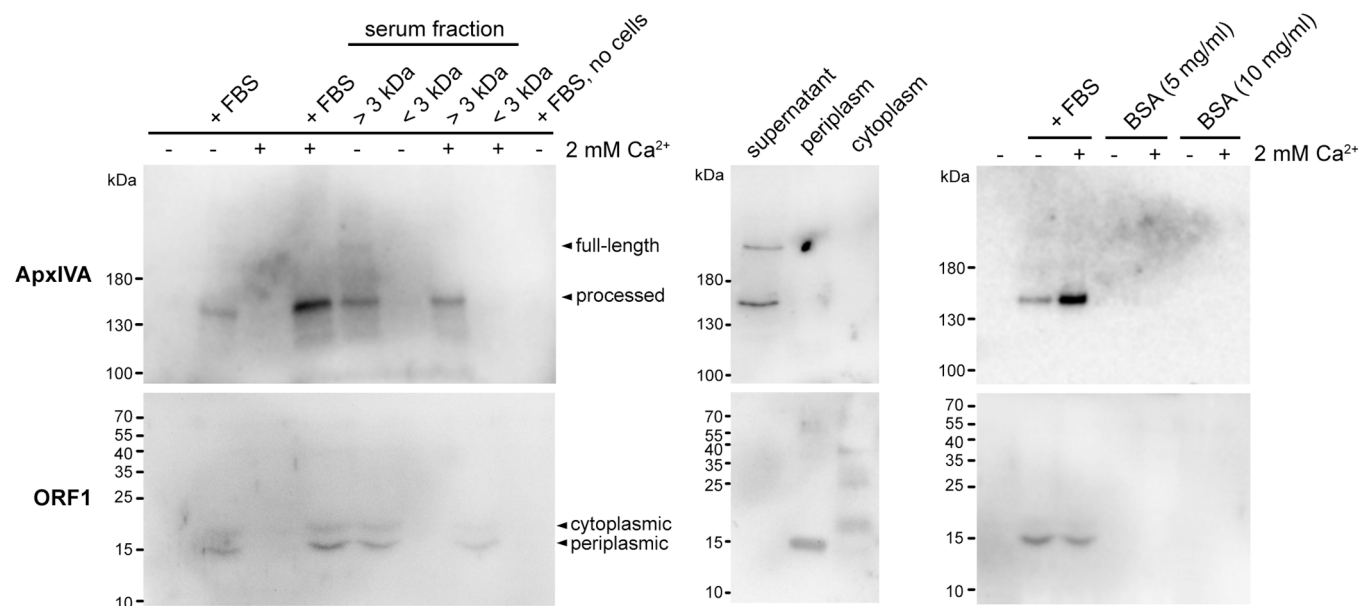 serum fraction
+ FBS
+ FBS
> 3 kDa
< 3 kDa
> 3 kDa
< 3 kDa
+ FBS, no cells
- - + + - - + + - 2 mM Ca²⁺
kDa
180
130
100
ApxIVA
full-length
processed
70
55
40
35
25
15
10
ORF1
cytoplasmic
periplasmic
supernatant
periplasm
cytoplasm
kDa
180
130
100
70
55
40
35
25
15
10
+ FBS
BSA (5 mg/ml)
BSA (10 mg/ml)
- - + - + - + 2 mM Ca²⁺
kDa
180
130
100
70
55
40
35
25
15
10